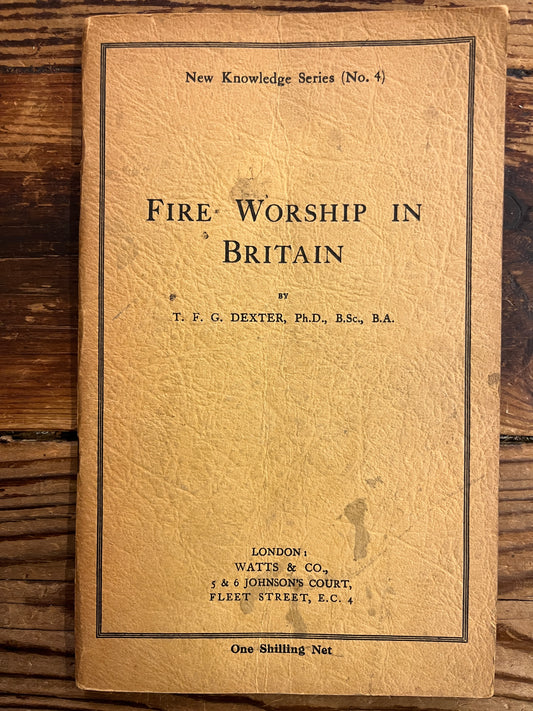 New Knowledge Series (No. 4)
FIRE WORSHIP IN
BRITAIN
BY
T. F. G. DEXTER, Ph.D., B.Sc., B.A.
LONDON:
WATTS & CO.,
5 & 6 JOHNSON'S COURT,
FLEET STREET, E.C. 4
One Shilling Net